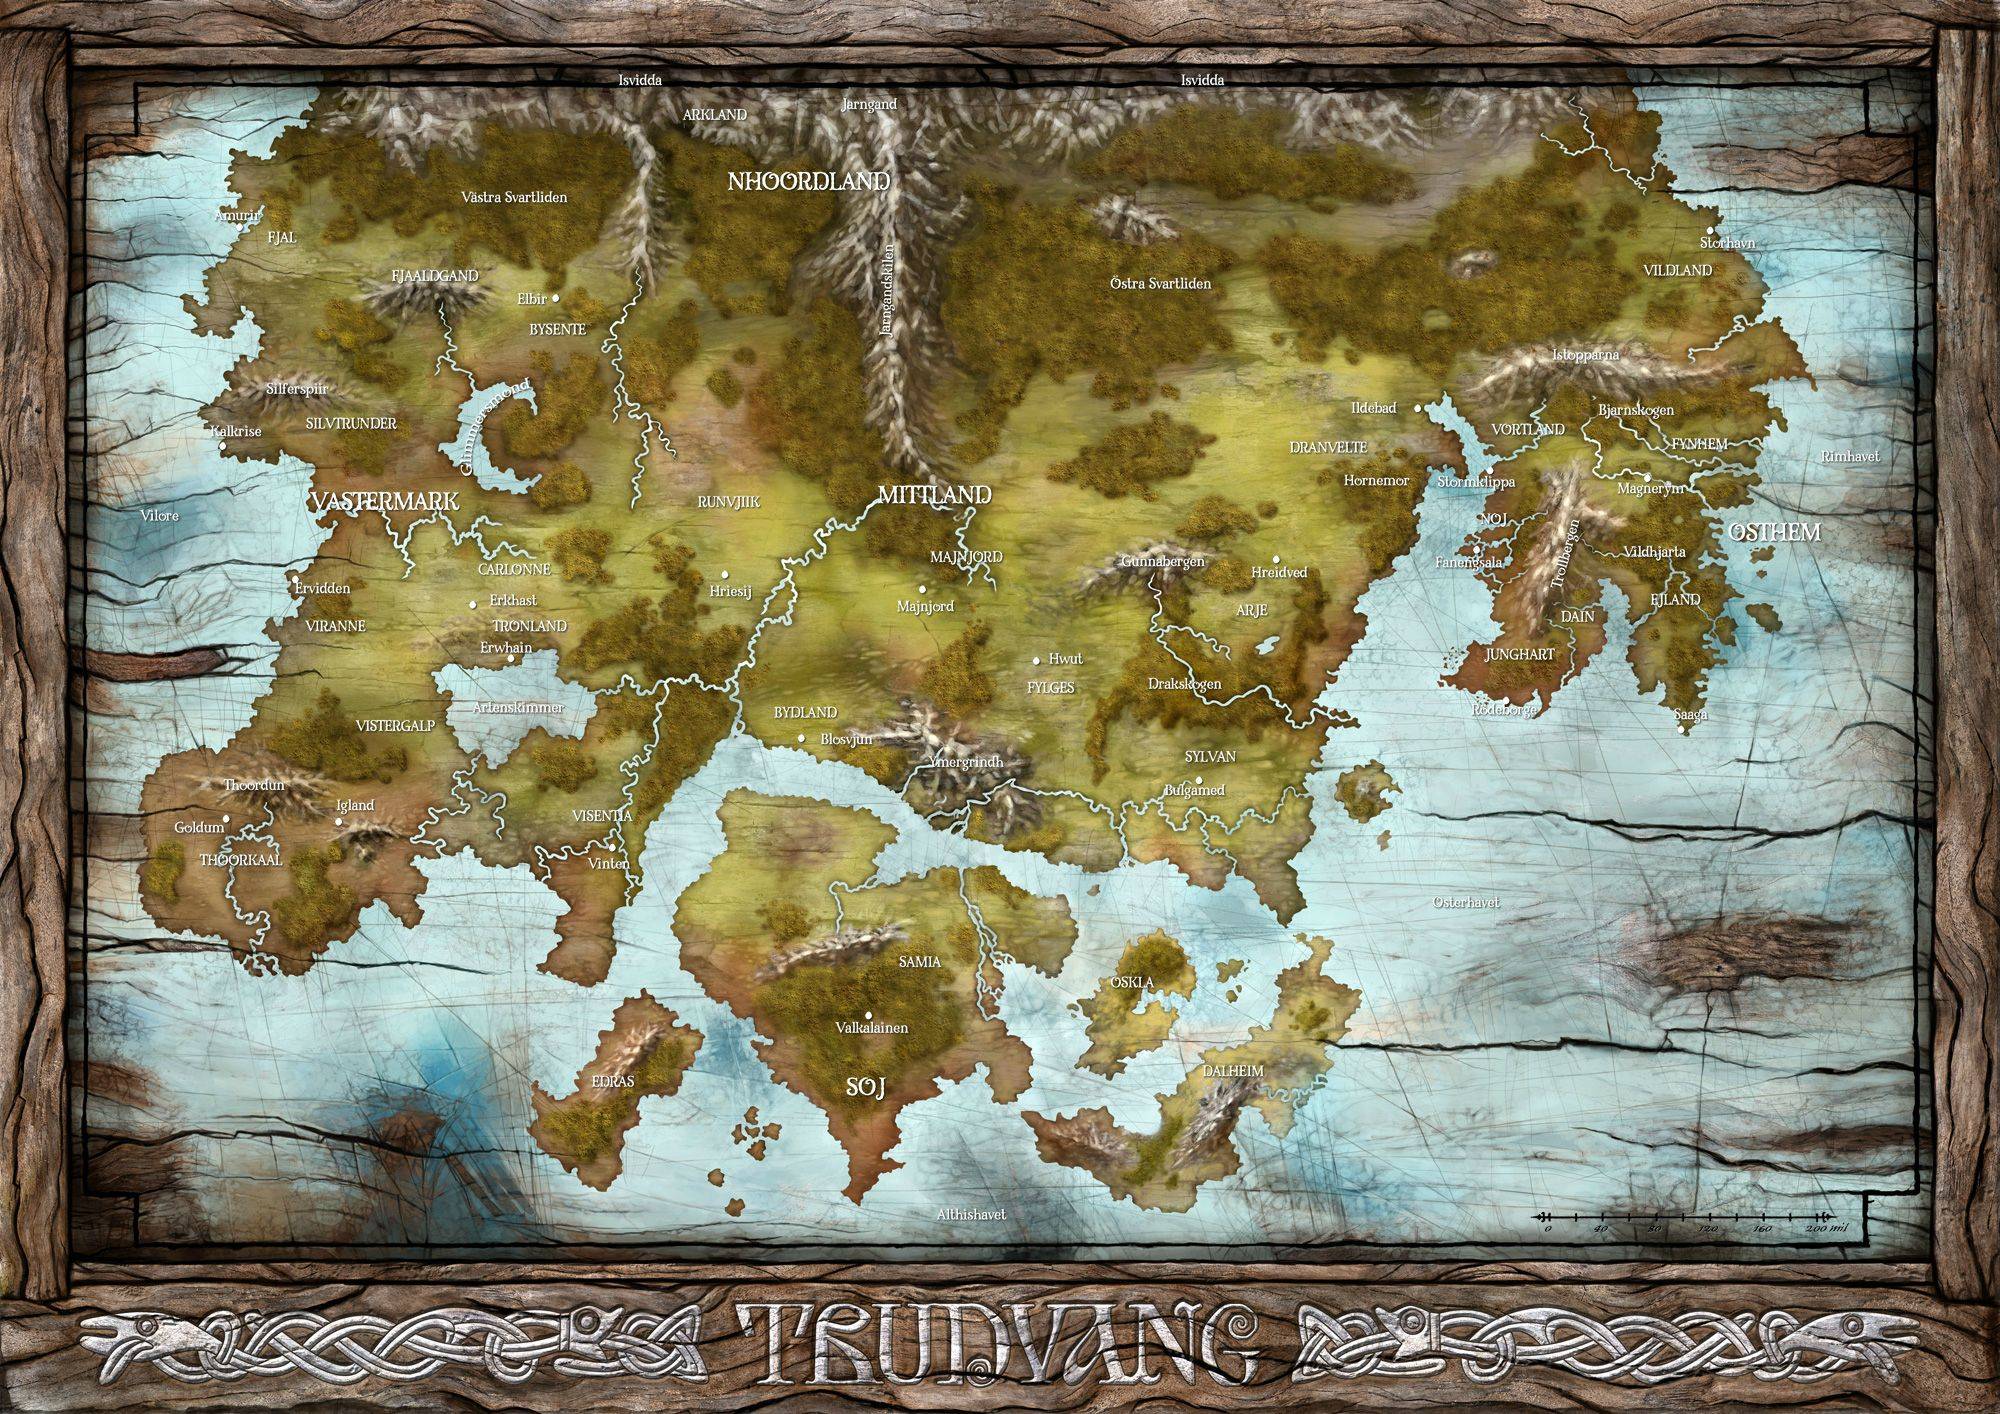 Isvidda
Isvidda
Jarngand
ARKLAND
NHOORDLAND
Västra Svartliden
Amurir
FJAL
Storhavn
VILDLAND
FJAALDGAND
Jarngandskilen
Östra Svartliden
Elbir
BYSENTE
Istopparna
Silferspiir
Glimmersmond
Ildebad
Bjarnskogen
SILVTRUNDER
Kalkrise
VORTLAND
FYNHEM
DRANVELTE
Rimhavet
Hornemor
Stormklippa
Magnerym
VASTERMARK
RUNVJIIK
MITTLAND
Vilore
NOJ
OSTHEM
Trollbergen
Vildhjarta
MAJNJORD
Gunnabergen
Fanengsala
CARLONNE
Hreidved
Ervidden
Hriesij
Erkhast
Majnjord
ARJE
EJLAND
DAIN
VIRANNE
TRONLAND
Erwhain
Hwut
JUNGHART
FYLGES
Drakskogen
Artenskimmer
Rödeborge
Saaga
BYDLAND
VISTERGALP
Blosvjun
SYLVAN
Ymergrindh
Thoordun
Bulgamed
Igland
Goldum
VISENTIA
THOORKAAL
Vinten
Osterhavet
SAMIA
OSKLA
Valkalainen
EDRAS
SOJ
DALHEIM
Althishavet
0 40 80 120 160 200 mil
TRUDVANG